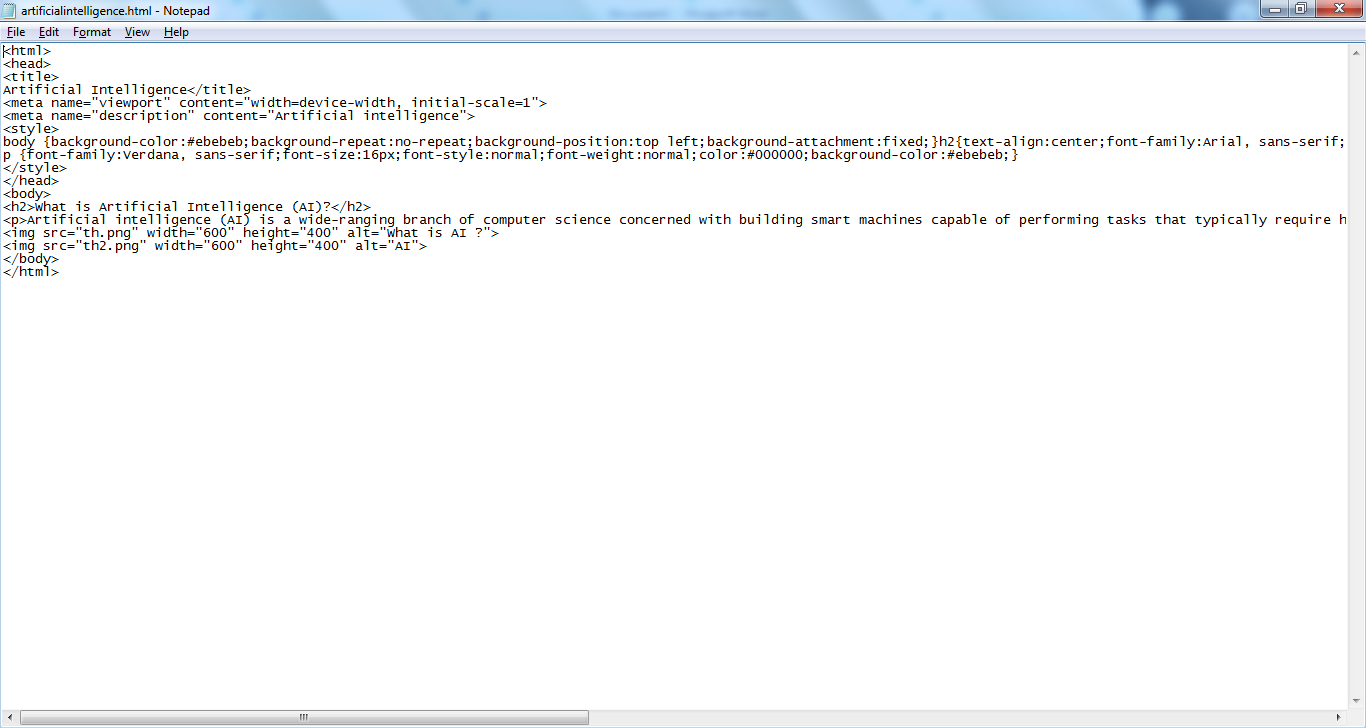 artificialintelligence.html - Notepad
File Edit Format View Help
<html>
<head>
<title>
Artificial Intelligence</title>
<meta name="viewport" content="width=device-width, initial-scale=1">
<meta name="description" content="Artificial intelligence">
<style>
body {background-color:#ebebeb;background-repeat:no-repeat;background-position:top left;background-attachment:fixed;}h2{text-align:center;font-family:Arial, sans-serif;
p {font-family:Verdana, sans-serif;font-size:16px;font-style:normal;font-weight:normal;color:#000000;background-color:#ebebeb;}
</style>
</head>
<body>
<h2>What is Artificial Intelligence (AI)?</h2>
<p>Artificial intelligence (AI) is a wide-ranging branch of computer science concerned with building smart machines capable of performing tasks that typically require h
<img src="th.png" width="600" height="400" alt="What is AI ?">
<img src="th2.png" width="600" height="400" alt="AI">
</body>
</html>